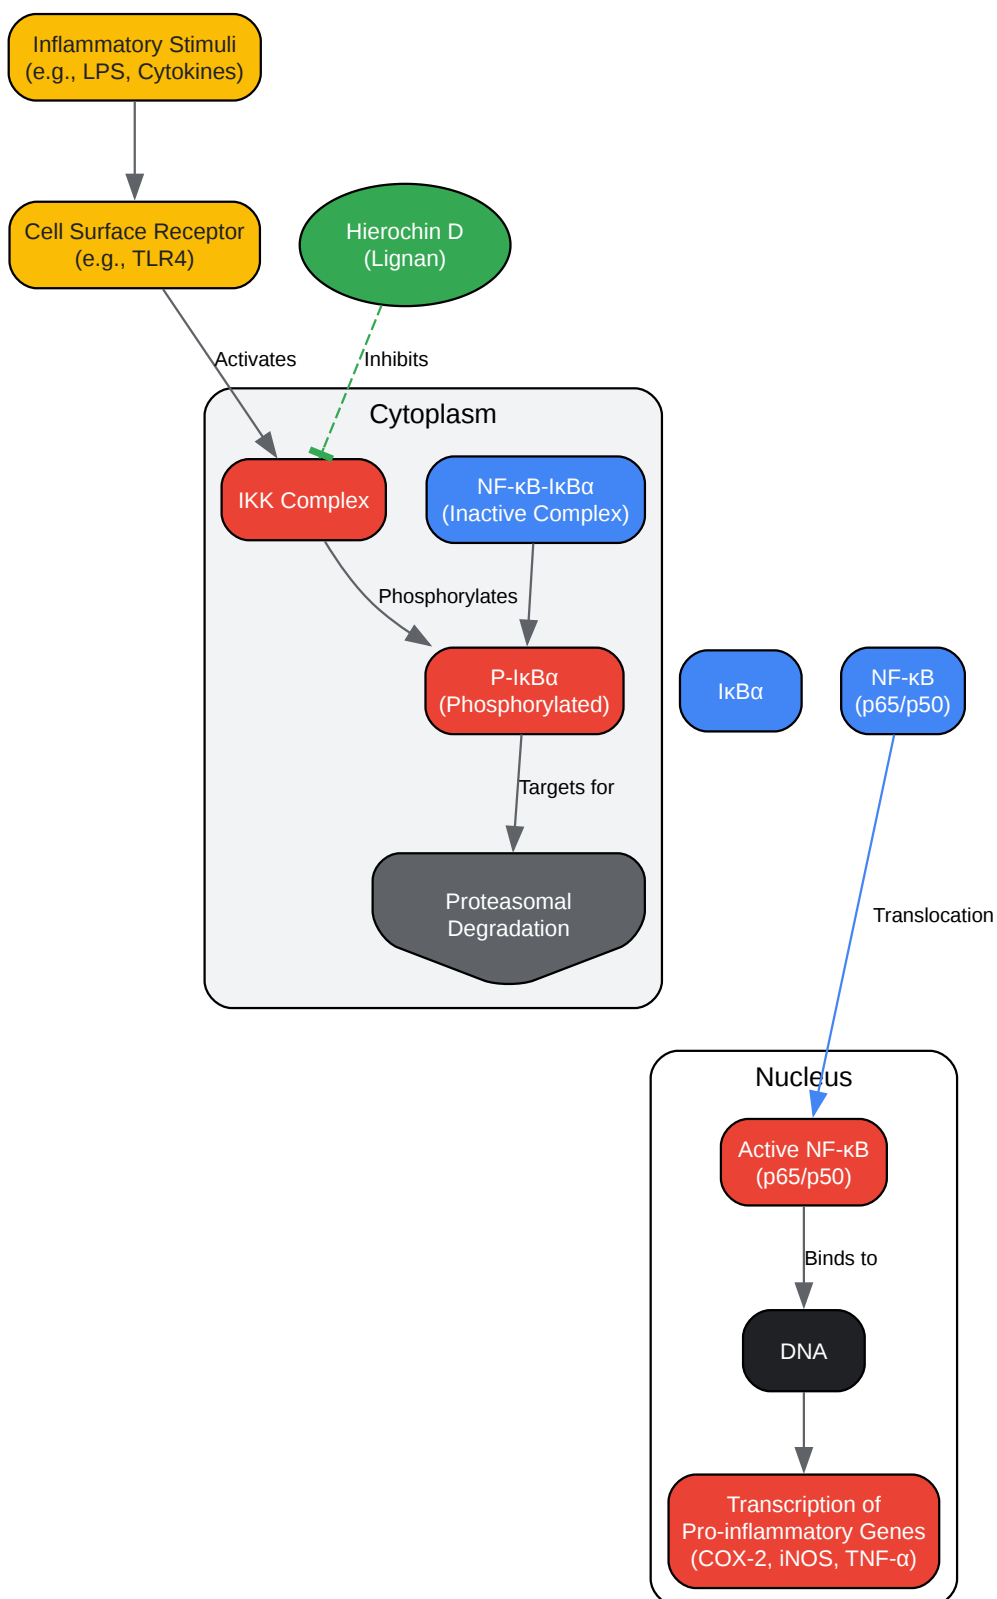 Inflammatory Stimuli
(e.g., LPS, Cytokines)
Cell Surface Receptor
(e.g., TLR4)
Hierochin D
(Lignan)
Activates
Inhibits
Cytoplasm
IKK Complex
NF-κB-IκBα
(Inactive Complex)
Phosphorylates
P-IκBα
(Phosphorylated)
IκBα
NF-κB
(p65/p50)
Targets for
Proteasomal
Degradation
Translocation
Nucleus
Active NF-κB
(p65/p50)
Binds to
DNA
Transcription of
Pro-inflammatory Genes
(COX-2, iNOS, TNF-α)